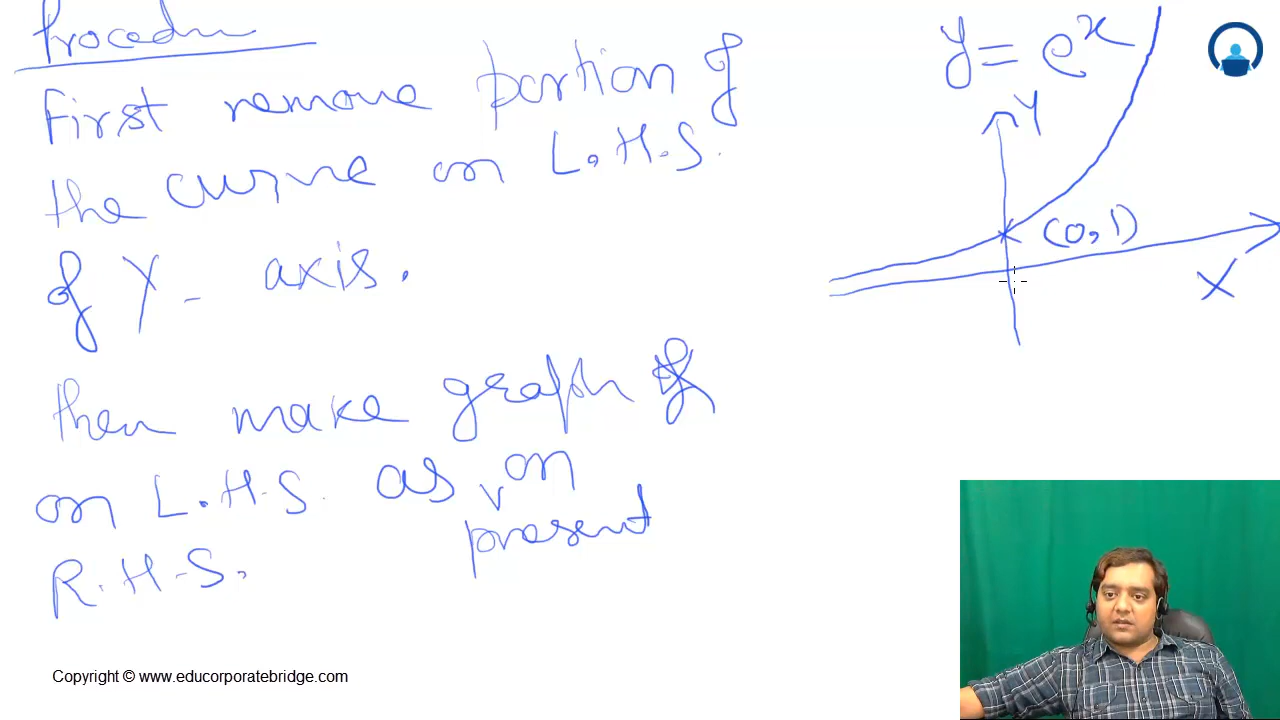 Procedu
First remove portion of
the curve on L.H.S.
of Y- axis.
then make graph of
on L.H.S. as v on
present
R.H.S.
y = e^x
Y
(0,1)
X
Copyright © www.educorporatebridge.com